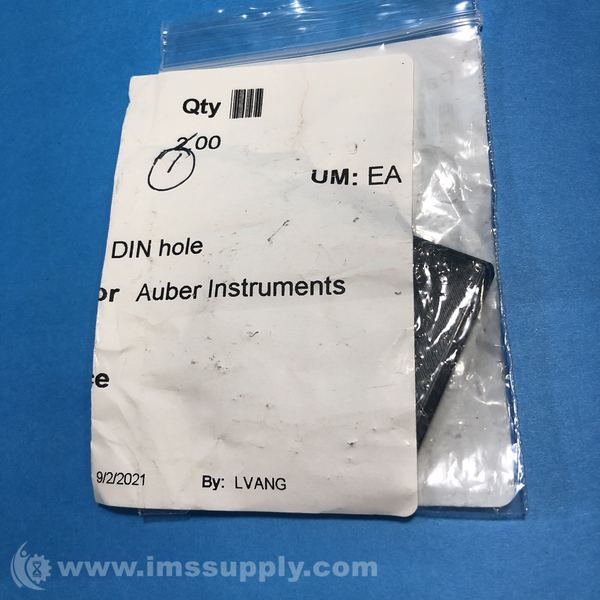 Qty
2.00
1
UM: EA
DIN hole
or Auber Instruments
e
9/2/2021 By: LVANG
www.imssupply.com